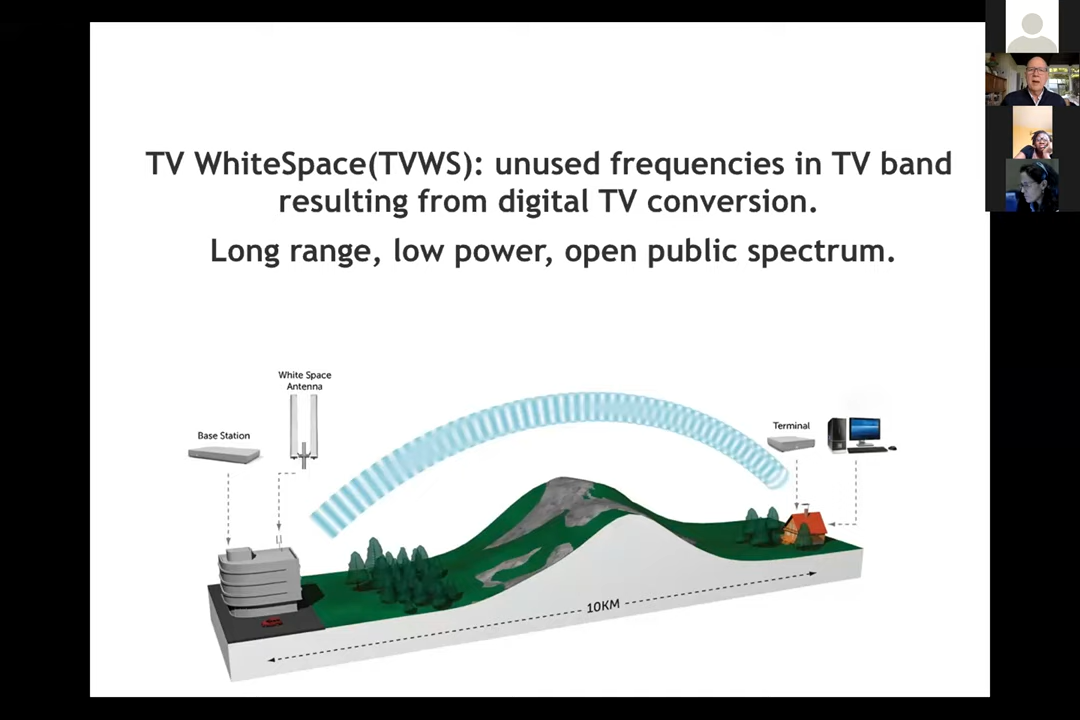 TV WhiteSpace(TVWS): unused frequencies in TV band
resulting from digital TV conversion.
Long range, low power, open public spectrum.
White Space
Antenna
Base Station
Terminal
10KM